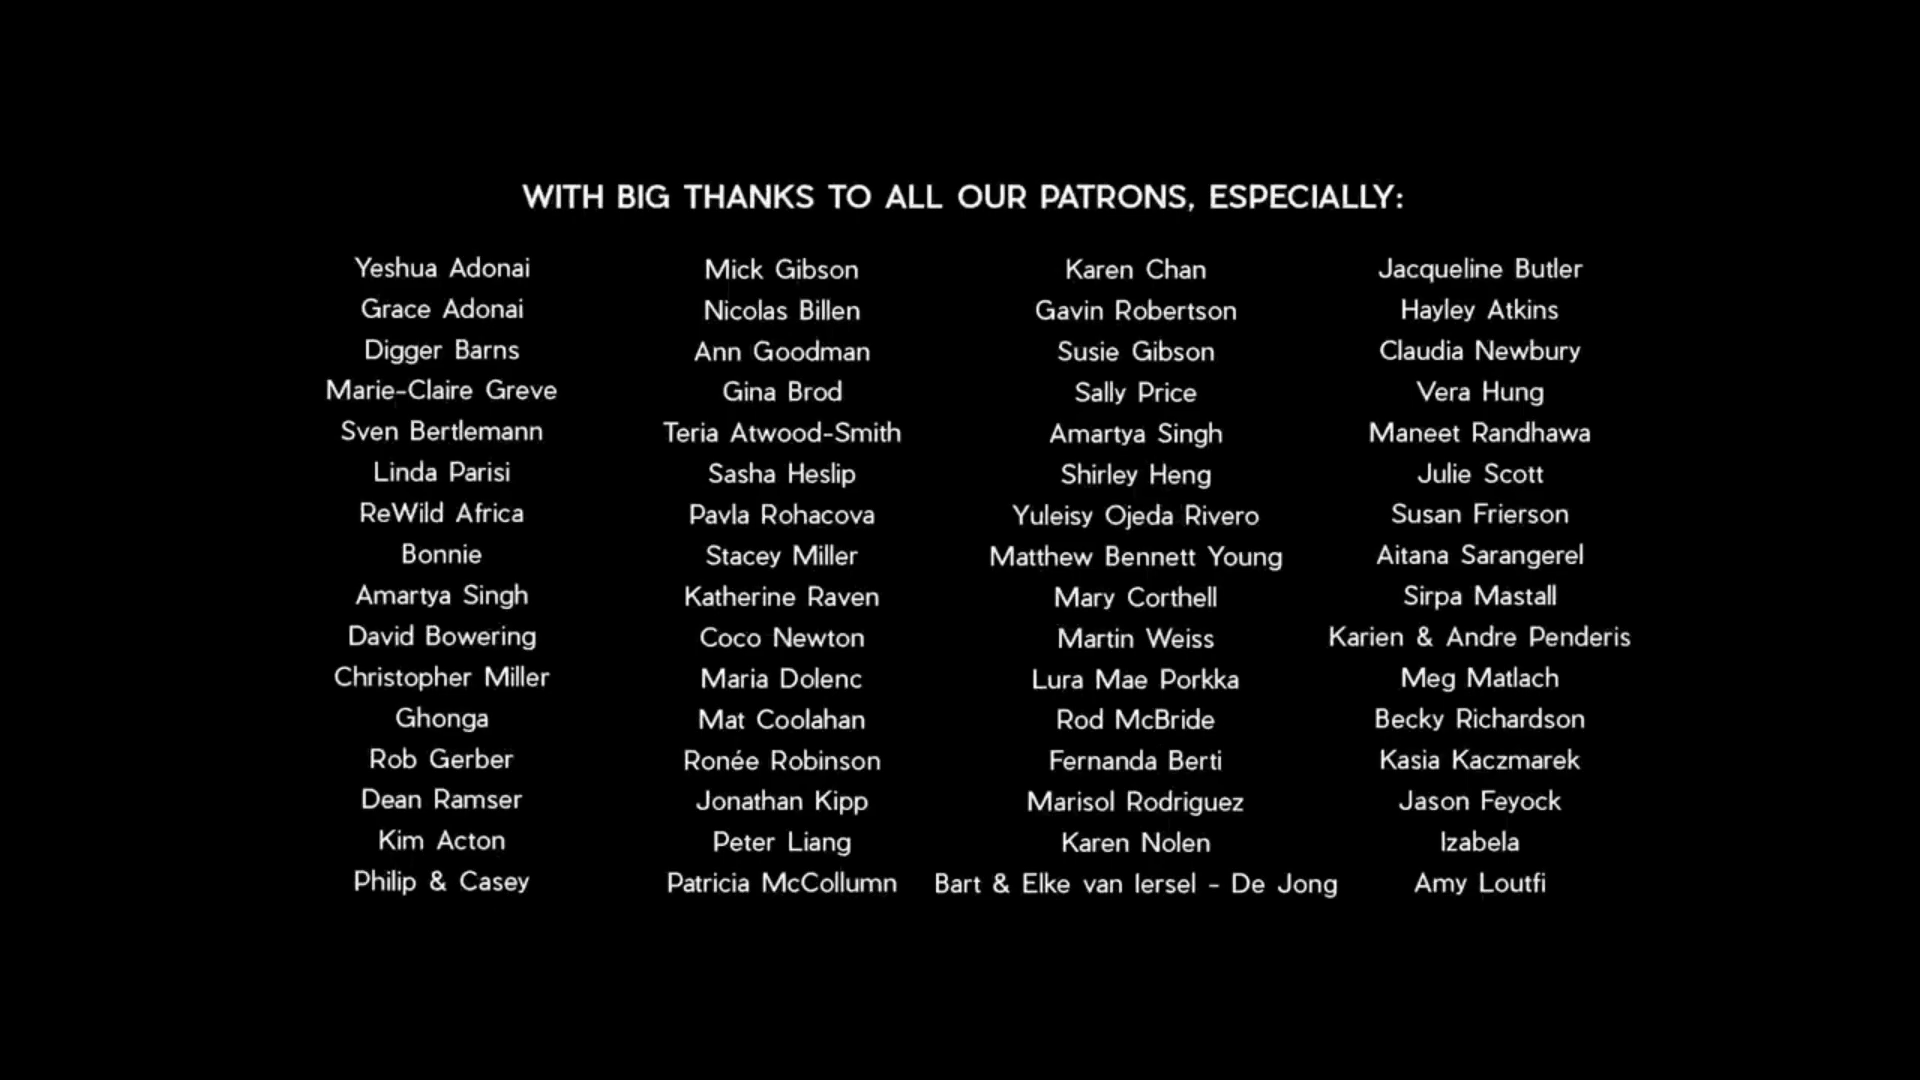 WITH BIG THANKS TO ALL OUR PATRONS, ESPECIALLY:
Yeshua Adonai
Grace Adonai
Digger Barns
Marie-Claire Greve
Sven Bertlemann
Linda Parisi
ReWild Africa
Bonnie
Amartya Singh
David Bowering
Christopher Miller
Ghonga
Rob Gerber
Dean Ramser
Kim Acton
Philip & Casey
Mick Gibson
Nicolas Billen
Ann Goodman
Gina Brod
Teria Atwood-Smith
Sasha Heslip
Pavla Rohacova
Stacey Miller
Katherine Raven
Coco Newton
Maria Dolenc
Mat Coolahan
Ronée Robinson
Jonathan Kipp
Peter Liang
Patricia McCollumn
Karen Chan
Gavin Robertson
Susie Gibson
Sally Price
Amartya Singh
Shirley Heng
Yuleisy Ojeda Rivero
Matthew Bennett Young
Mary Corthell
Martin Weiss
Lura Mae Porkka
Rod McBride
Fernanda Berti
Marisol Rodriguez
Karen Nolen
Bart & Elke van Iersel - De Jong
Jacqueline Butler
Hayley Atkins
Claudia Newbury
Vera Hung
Maneet Randhawa
Julie Scott
Susan Frierson
Aitana Sarangerel
Sirpa Mastall
Karien & Andre Penderis
Meg Matlach
Becky Richardson
Kasia Kaczmarek
Jason Feyock
Izabela
Amy Loutfi